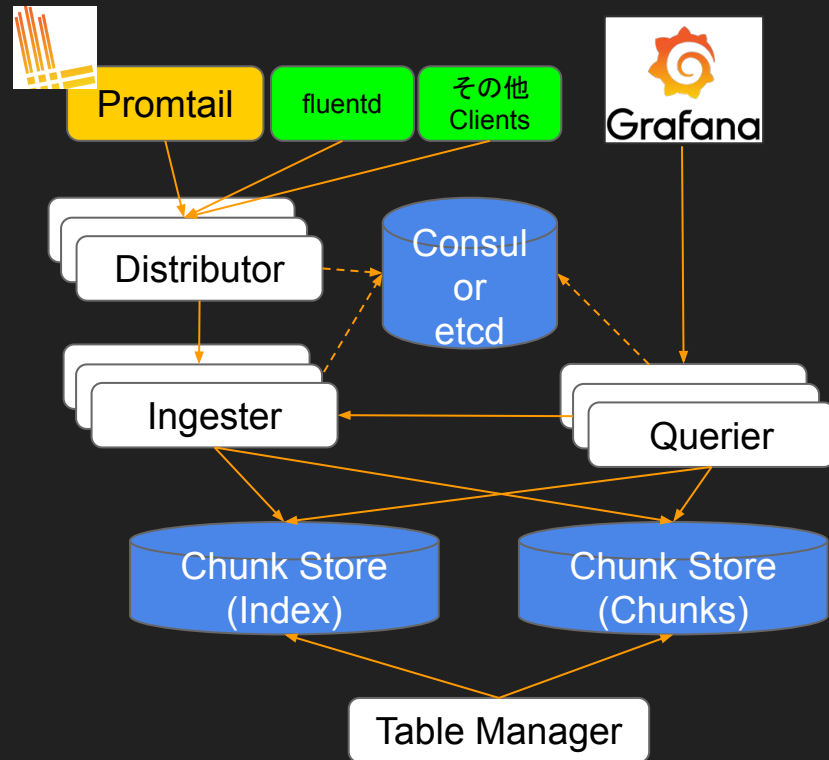 Promtail
fluentd
その他
Clients
Grafana
Distributor
Consul
or
etcd
Ingester
Querier
Chunk Store
(Index)
Chunk Store
(Chunks)
Table Manager